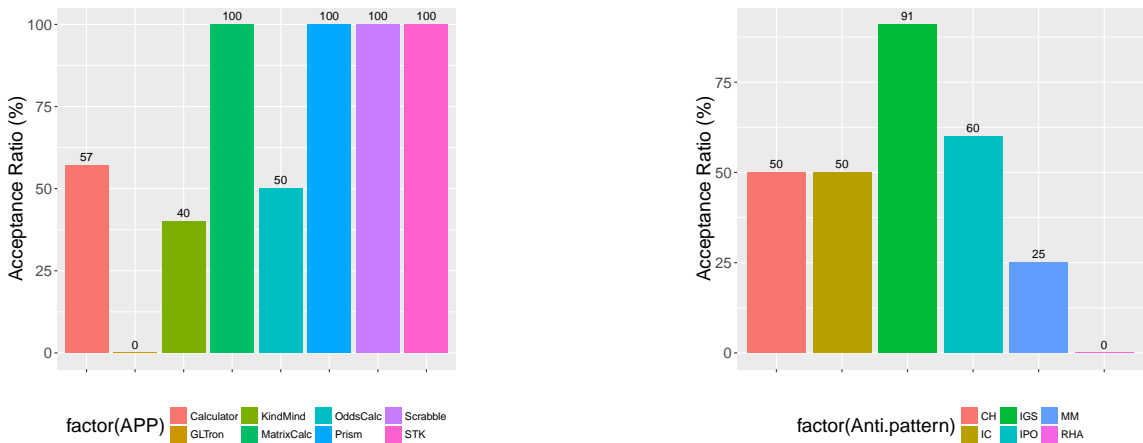 100
100
100
100
57
50
40
0
Acceptance Ratio (%)
100
75
50
25
0
factor(APP)
Calculator
KindMind
OddsCalc
Scrabble
GLTron
MatrixCalc
Prism
STK
91
60
50
50
25
0
Acceptance Ratio (%)
75
50
25
0
factor(Anti.pattern)
CH
IGS
MM
IC
IPO
RHA